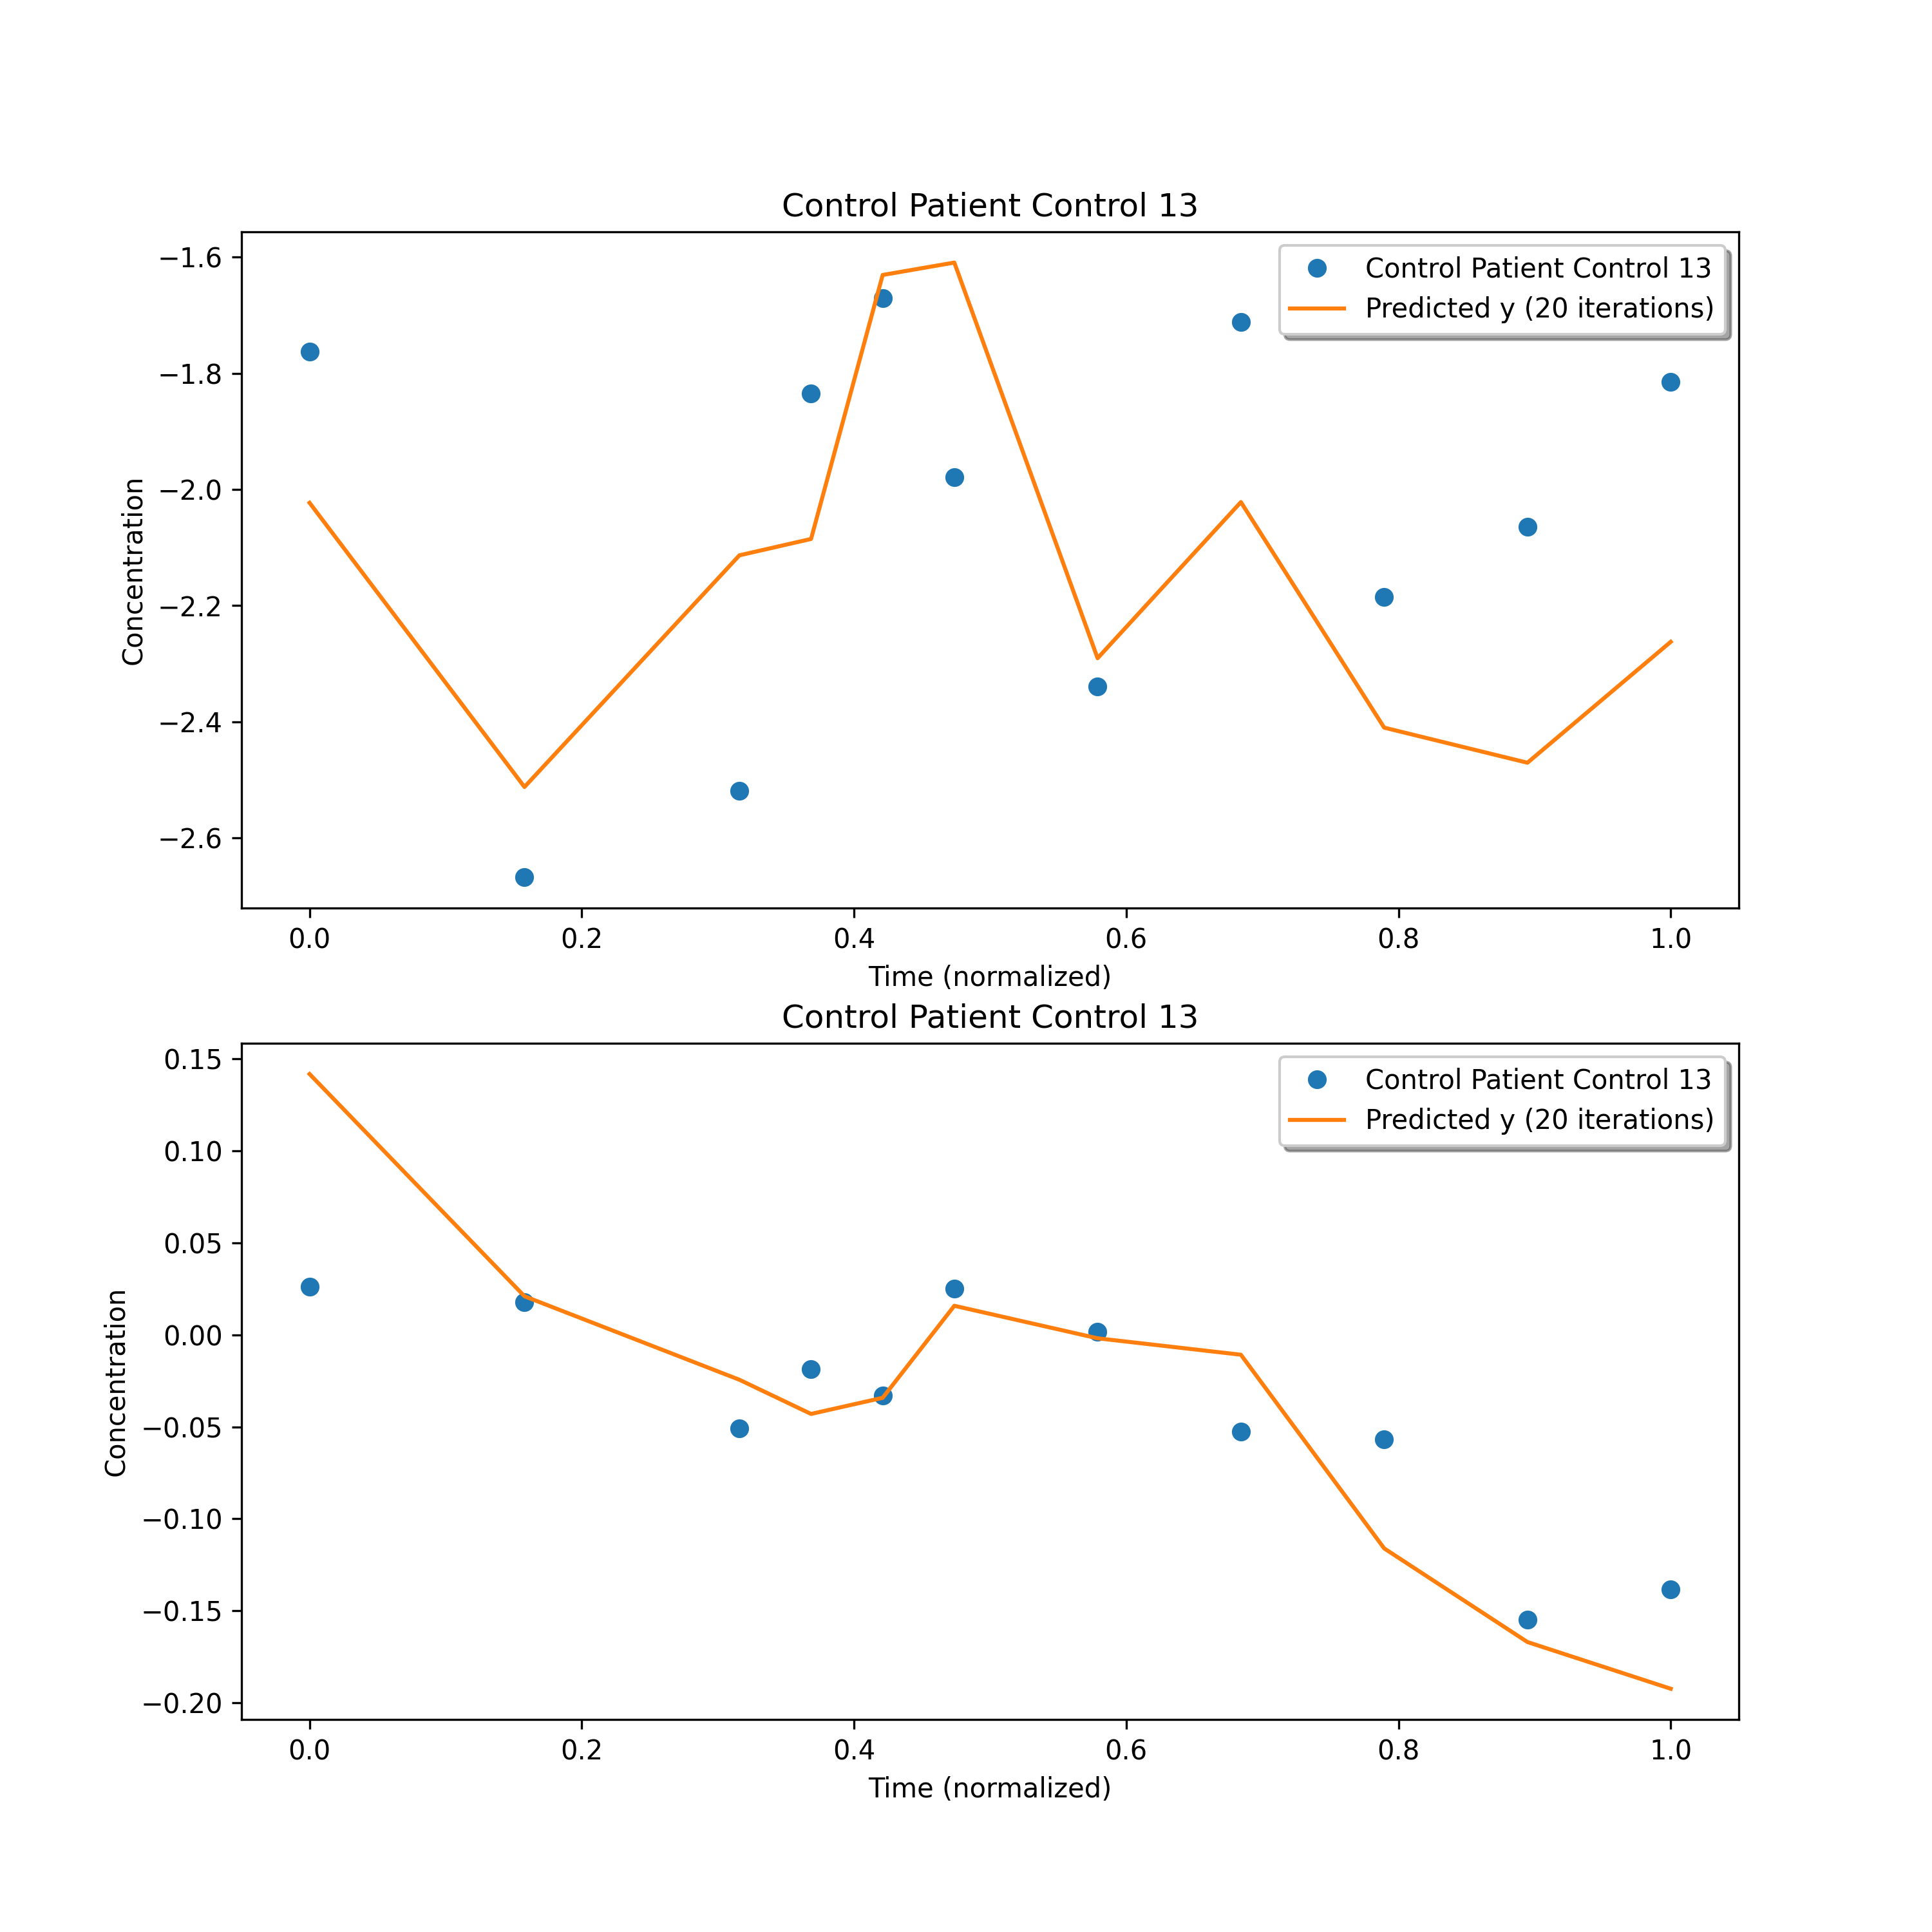 Control Patient Control 13
Control Patient Control 13
Predicted y (20 iterations)
−1.6
−1.8
−2.0
−2.2
−2.4
−2.6
Concentration
0.0 0.2 0.4 0.6 0.8 1.0
Time (normalized)
Control Patient Control 13
Control Patient Control 13
Predicted y (20 iterations)
0.15
0.10
0.05
0.00
−0.05
−0.10
−0.15
−0.20
Concentration
0.0 0.2 0.4 0.6 0.8 1.0
Time (normalized)